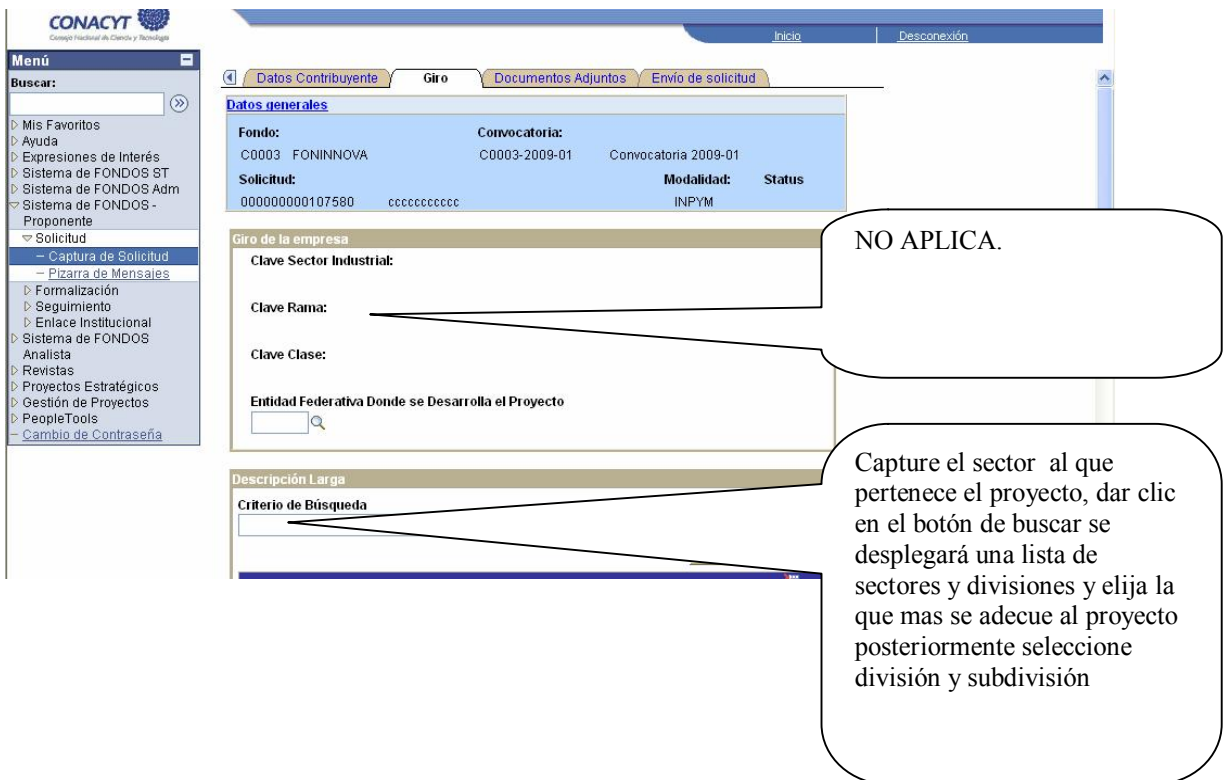 CONACYT
Consejo Nacional de Ciencia y Tecnología
Inicio
Desconexión
Menú
Buscar:
Mis Favoritos
Ayuda
Expresiones de Interés
Sistema de FONDOS ST
Sistema de FONDOS Adm
Sistema de FONDOS -
Proponente
Solicitud
– Captura de Solicitud
– Pizarra de Mensajes
Formalización
Seguimiento
Enlace Institucional
Sistema de FONDOS
Analista
Revistas
Proyectos Estratégicos
Gestión de Proyectos
PeopleTools
– Cambio de Contraseña
Datos Contribuyente
Giro
Documentos Adjuntos
Envío de solicitud
Datos generales
Fondo:
Convocatoria:
C0003 FONINNOVA
C0003-2009-01
Convocatoria 2009-01
Solicitud:
Modalidad:
Status
000000000107580
ccccccccccc
INPYM
Giro de la empresa
Clave Sector Industrial:
Clave Rama:
Clave Clase:
Entidad Federativa Donde se Desarrolla el Proyecto
Descripción Larga
Criterio de Búsqueda
NO APLICA.
Capture el sector al que
pertenece el proyecto, dar clic
en el botón de buscar se
desplegará una lista de
sectores y divisiones y elija la
que mas se adecue al proyecto
posteriormente seleccione
división y subdivisión